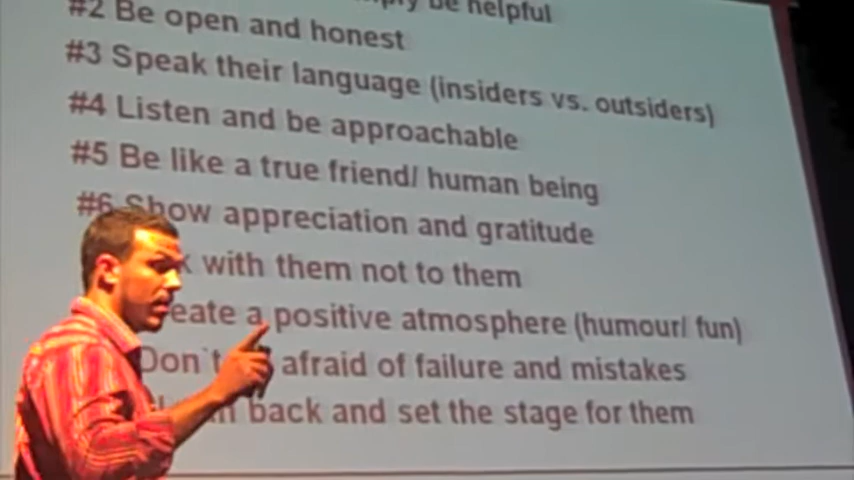 be helpful
#2 Be open and honest
#3 Speak their language (insiders vs. outsiders)
#4 Listen and be approachable
#5 Be like a true friend/ human being
#6 Show appreciation and gratitude
with them not to them
a positive atmosphere (humour/ fun)
Don`t afraid of failure and mistakes
back and set the stage for them